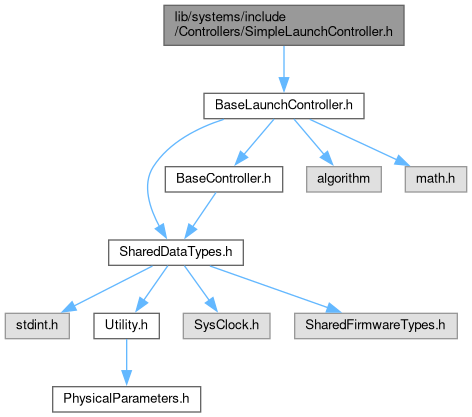 lib/systems/include
/Controllers/SimpleLaunchController.h
BaseLaunchController.h
BaseController.h
algorithm
math.h
SharedDataTypes.h
stdint.h
Utility.h
SysClock.h
SharedFirmwareTypes.h
PhysicalParameters.h